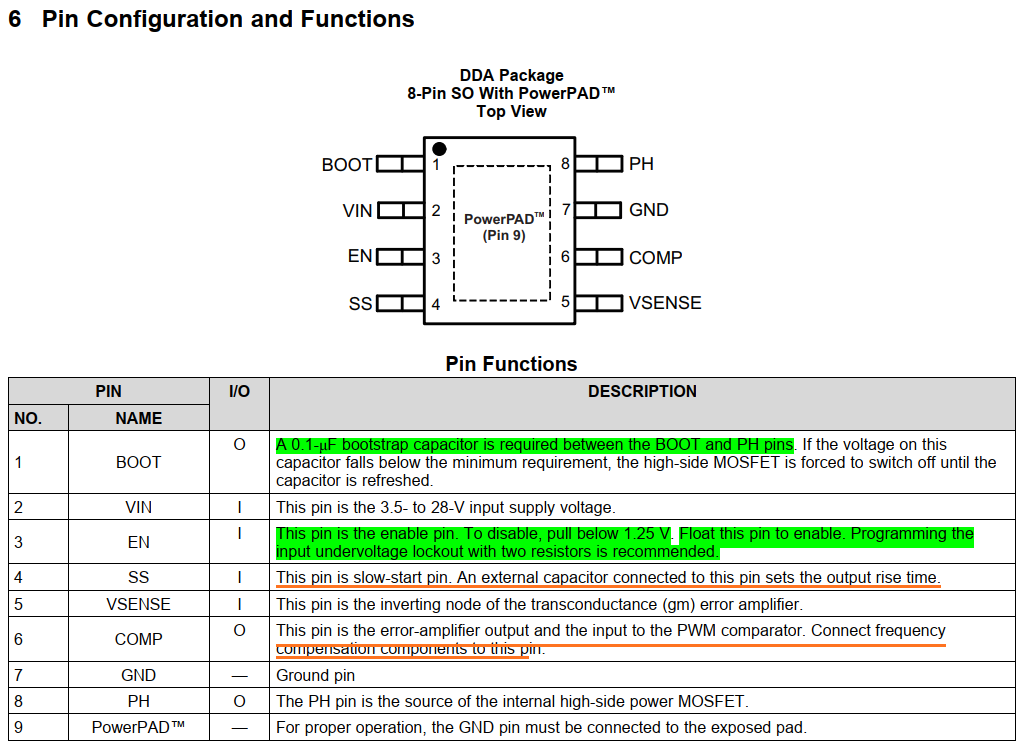 6 Pin Configuration and Functions
DDA Package
8-Pin SO With PowerPAD™
Top View
BOOT 1 8 PH
VIN 2 7 GND
PowerPAD™
(Pin 9)
EN 3 6 COMP
SS 4 5 VSENSE
Pin Functions
PIN I/O DESCRIPTION
NO. NAME
1 BOOT O A 0.1-μF bootstrap capacitor is required between the BOOT and PH pins. If the voltage on this
capacitor falls below the minimum requirement, the high-side MOSFET is forced to switch off until the
capacitor is refreshed.
2 VIN I This pin is the 3.5- to 28-V input supply voltage.
3 EN I This pin is the enable pin. To disable, pull below 1.25 V. Float this pin to enable. Programming the
input undervoltage lockout with two resistors is recommended.
4 SS I This pin is slow-start pin. An external capacitor connected to this pin sets the output rise time.
5 VSENSE I This pin is the inverting node of the transconductance (gm) error amplifier.
6 COMP O This pin is the error-amplifier output and the input to the PWM comparator. Connect frequency
compensation components to this pin.
7 GND — Ground pin
8 PH O The PH pin is the source of the internal high-side power MOSFET.
9 PowerPAD™ — For proper operation, the GND pin must be connected to the exposed pad.